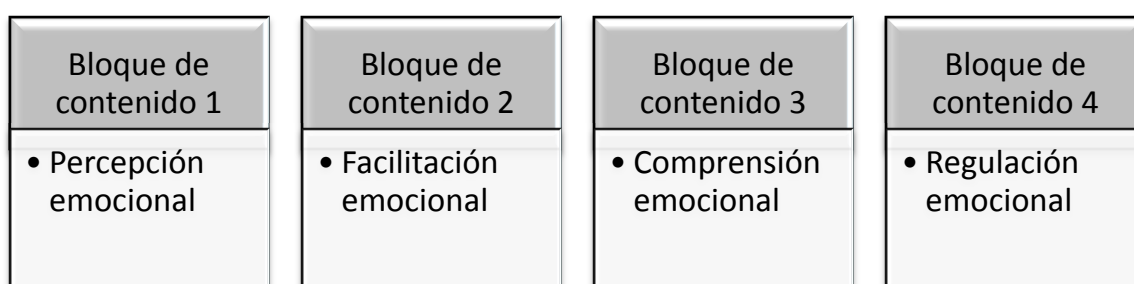 Bloque de
contenido 1
• Percepción
emocional
Bloque de
contenido 2
• Facilitación
emocional
Bloque de
contenido 3
• Comprensión
emocional
Bloque de
contenido 4
• Regulación
emocional